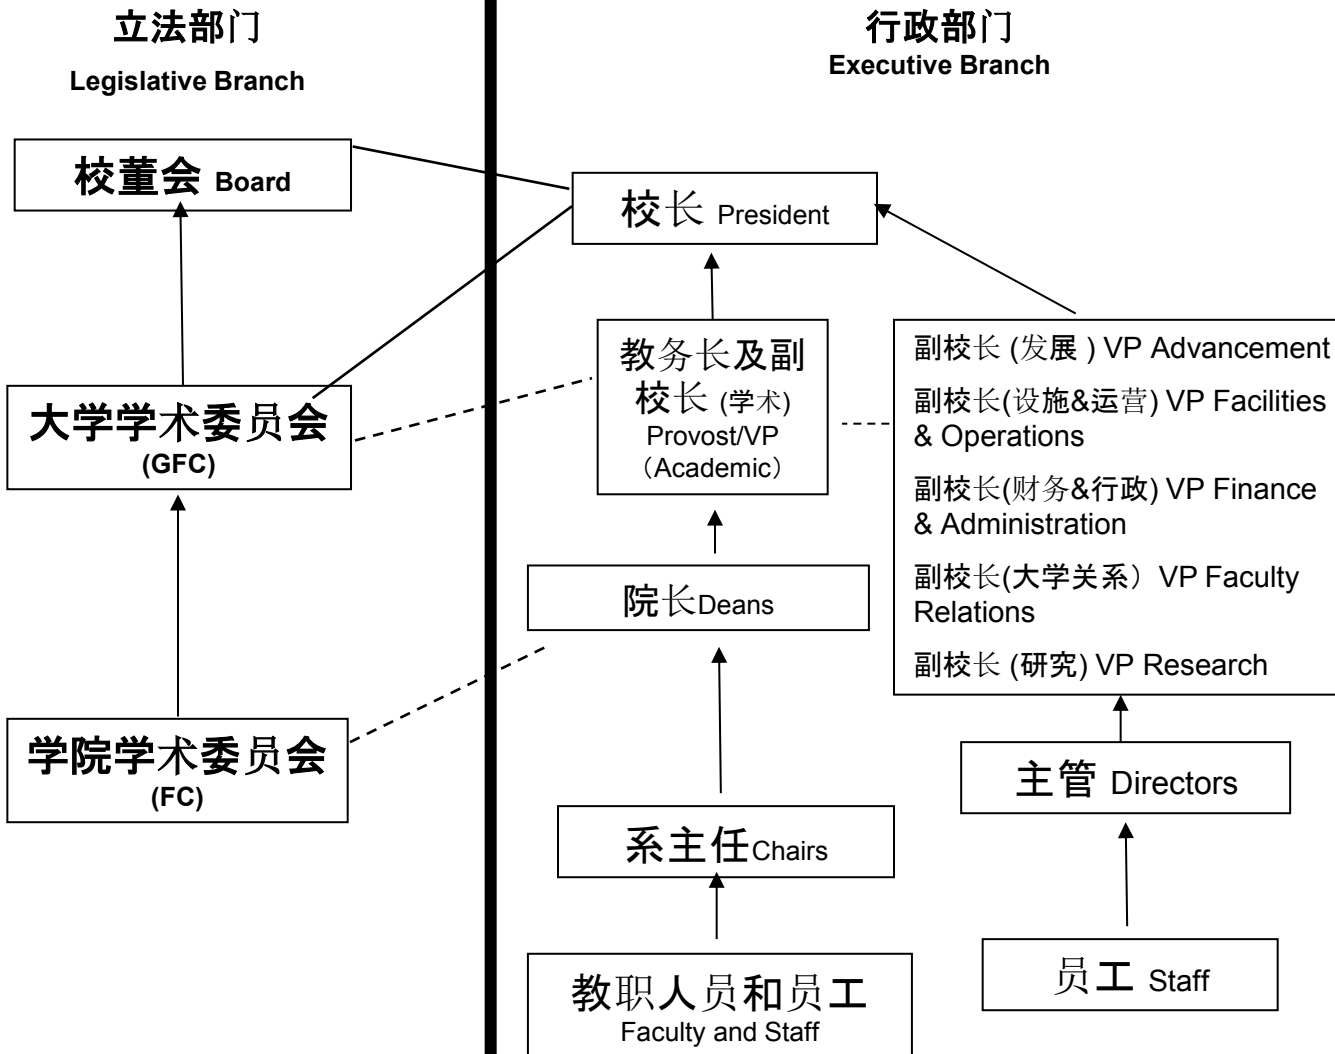 立法部门
Legislative Branch
行政部门
Executive Branch
校董会 Board
校长 President
大学学术委员会
(GFC)
教务长及副
校长 (学术)
Provost/VP
（Academic）
副校长 (发展 ) VP Advancement
副校长(设施&运营) VP Facilities
& Operations
副校长(财务&行政) VP Finance
& Administration
副校长(大学关系） VP Faculty
Relations
副校长 (研究) VP Research
院长Deans
学院学术委员会
(FC)
主管 Directors
系主任Chairs
教职人员和员工
Faculty and Staff
员工 Staff